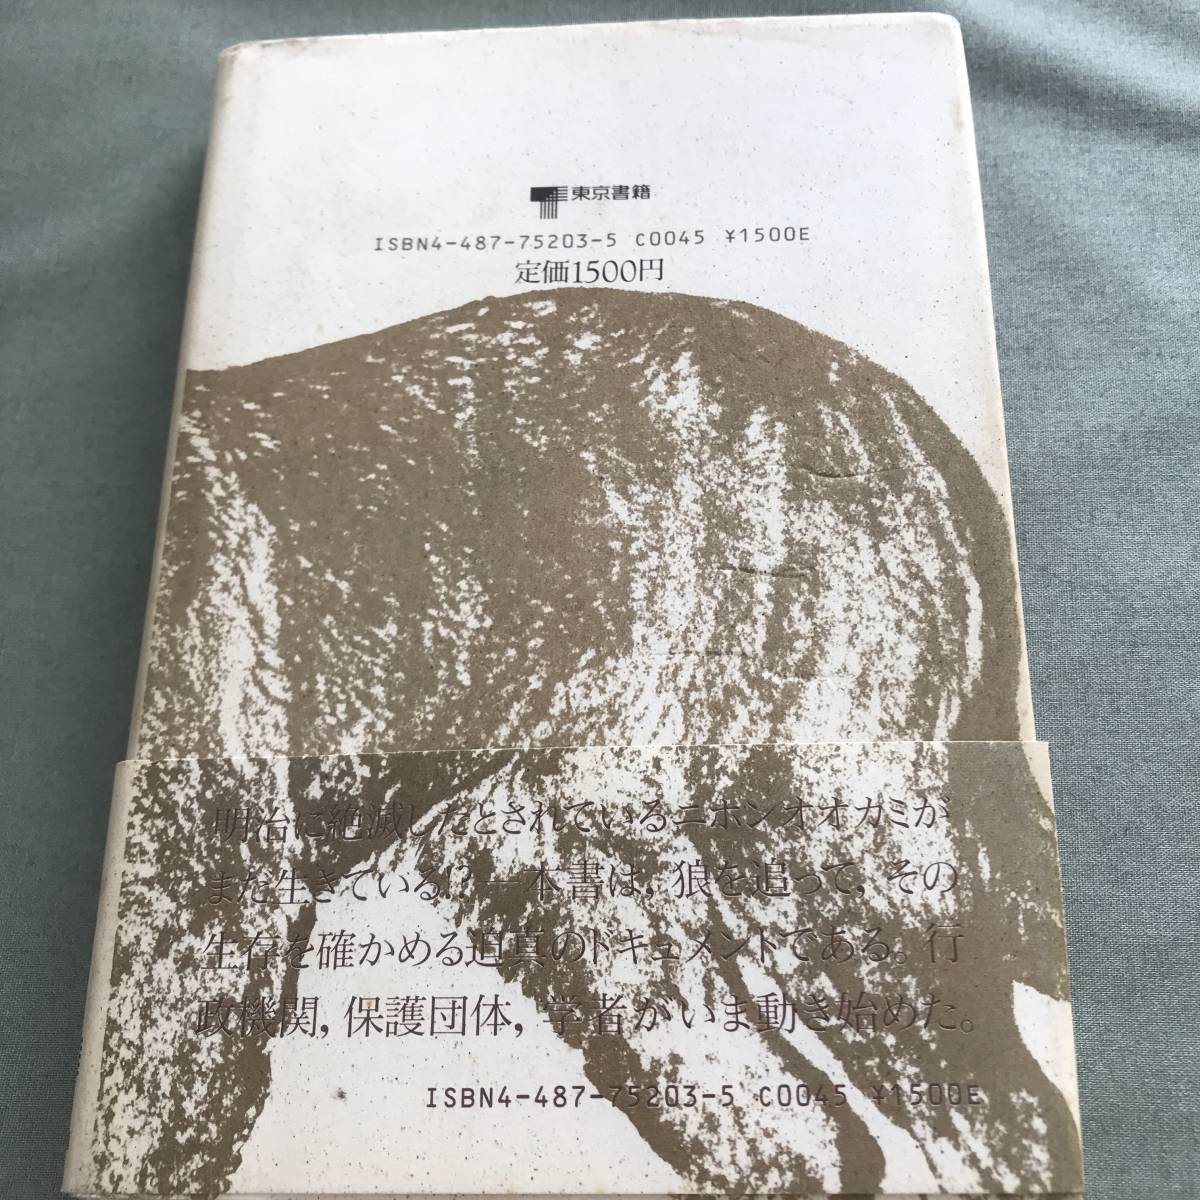 東京書籍
ISBN4-487-75203-5 C0045 ¥1500E
定価1500円
明治に絶滅したとされているニホンオオカミが
まだ生きている!?—本書は,狼を追って,その
生存を確かめる迫真のドキュメントである。行
政機関,保護団体,学者がいま動き始めた。
ISBN4-487-75203-5 C0045 ¥1500E